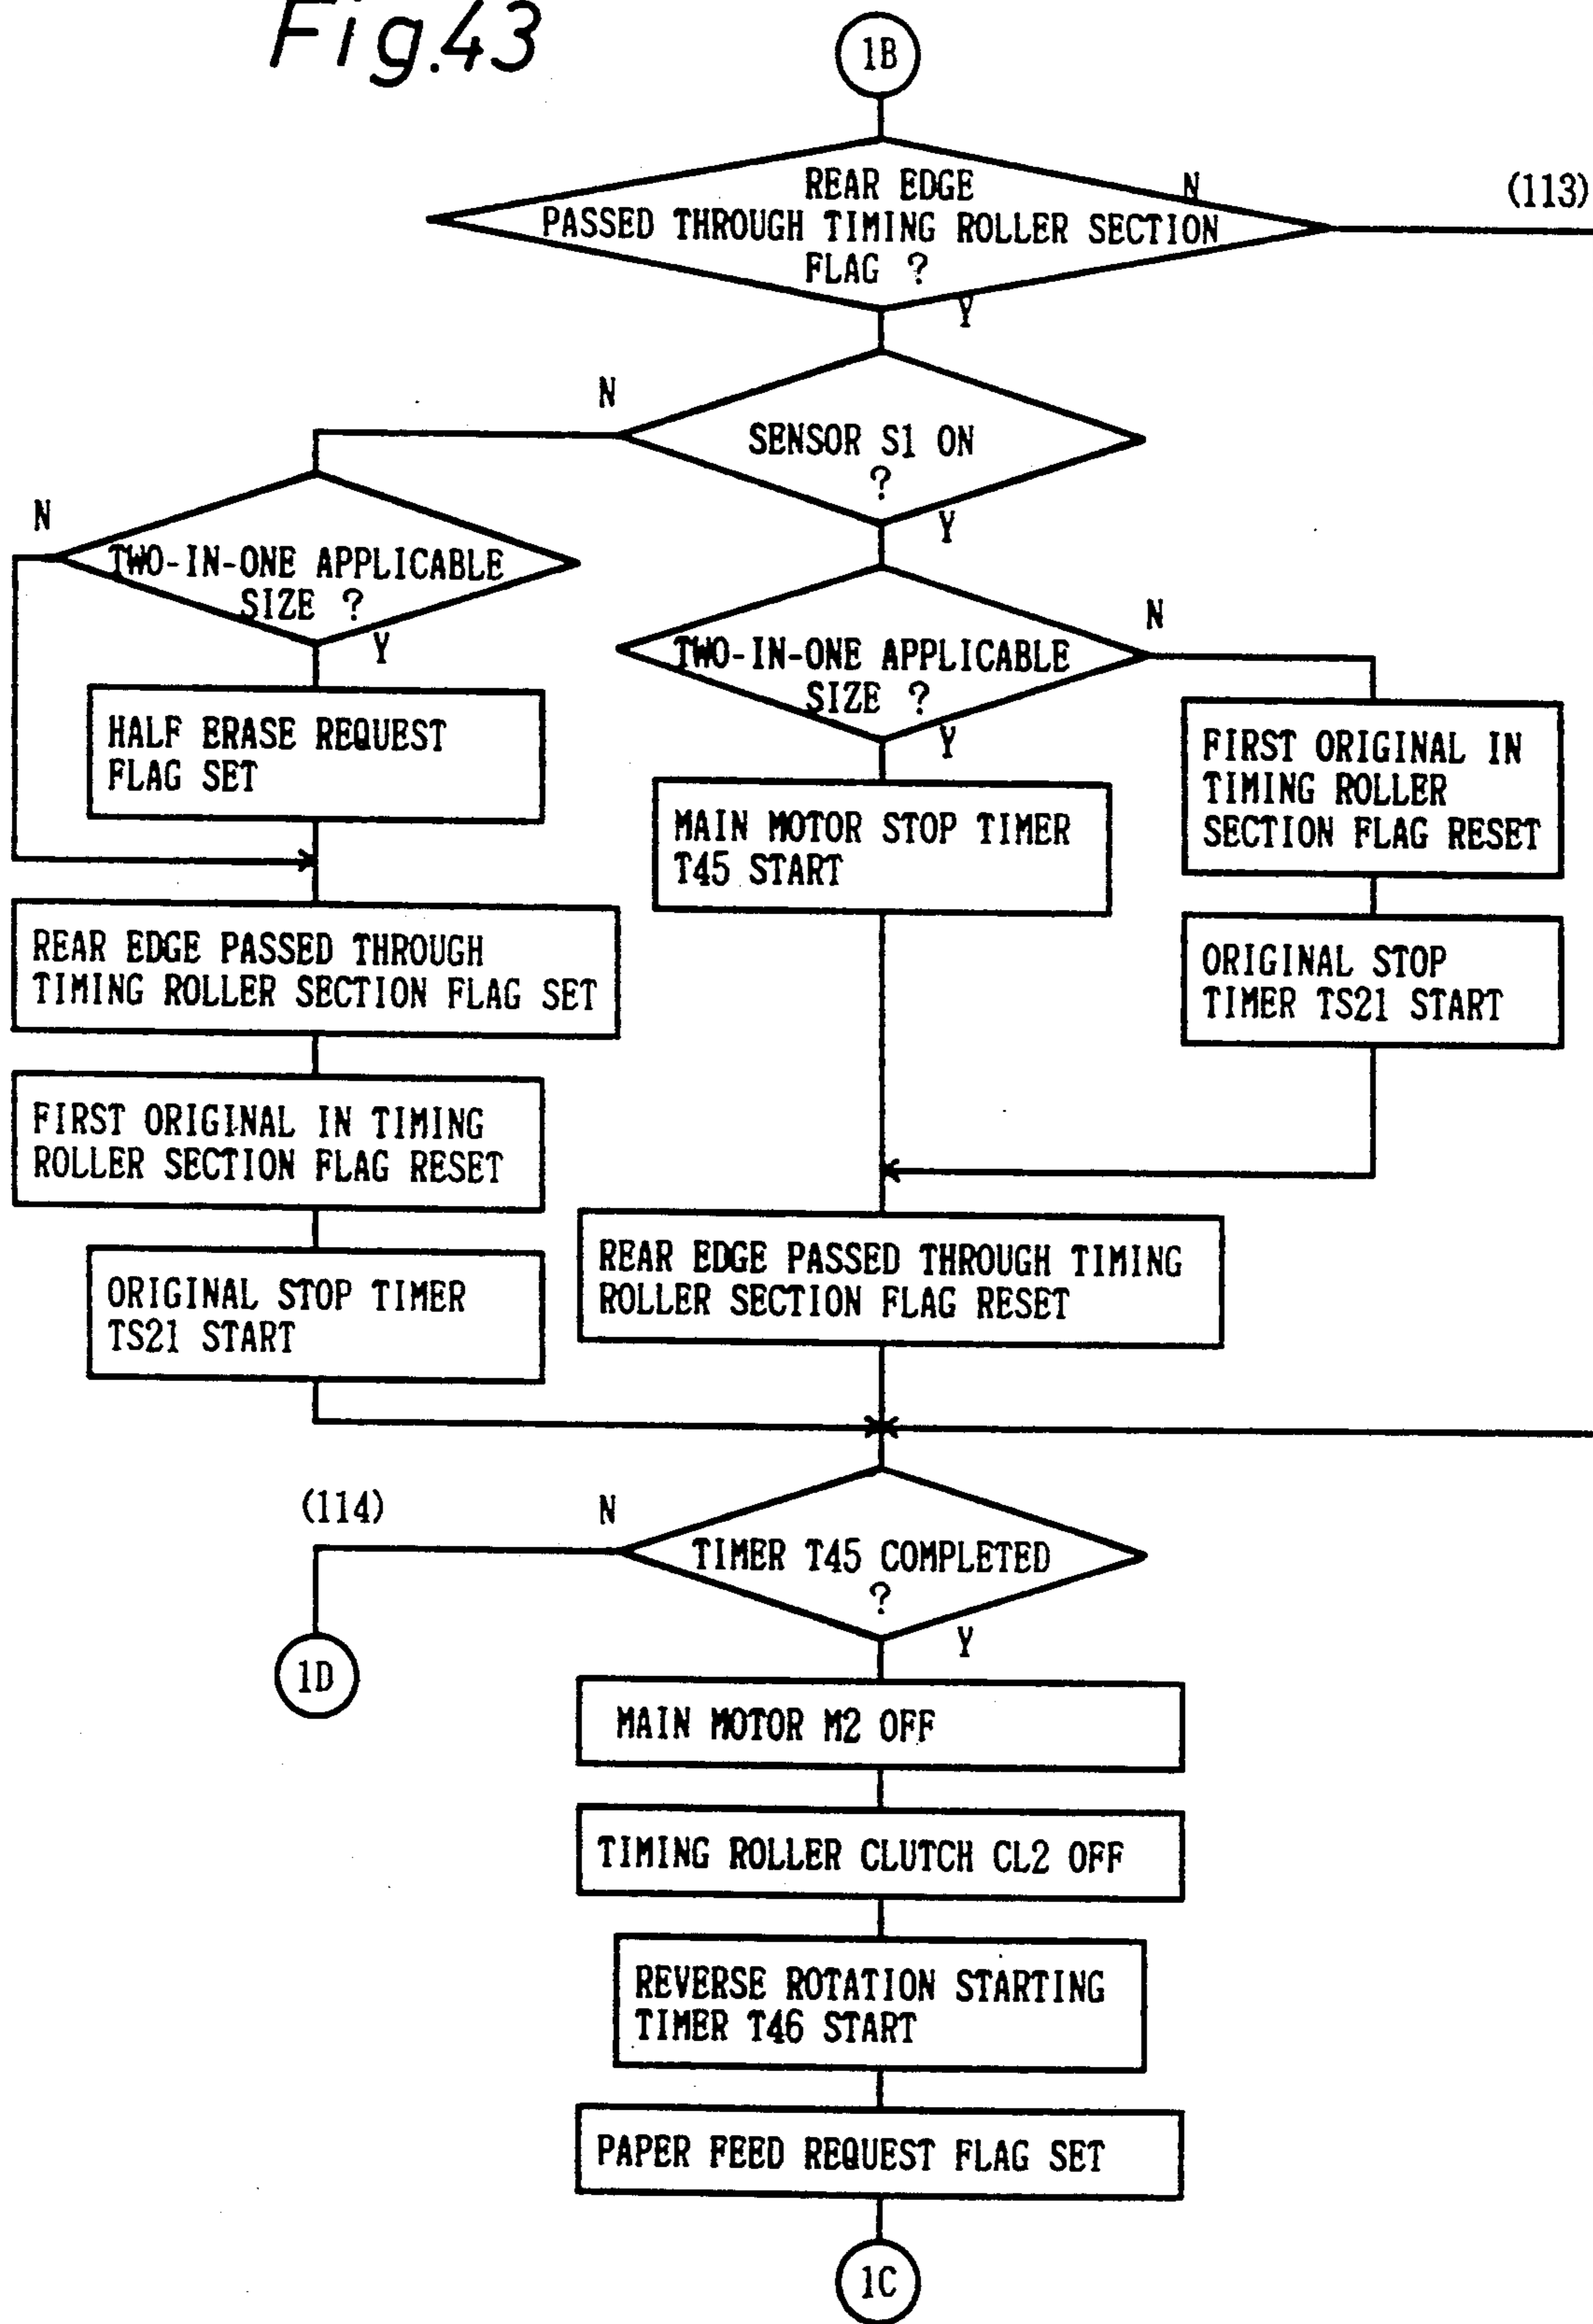 Fig.43
1B
REAR EDGE
PASSED THROUGH TIMING ROLLER SECTION
FLAG ?
N
(113)
Y
SENSOR S1 ON
?
N
Y
TWO-IN-ONE APPLICABLE
SIZE ?
N
Y
TWO-IN-ONE APPLICABLE
SIZE ?
N
Y
HALF ERASE REQUEST
FLAG SET
MAIN MOTOR STOP TIMER
T45 START
FIRST ORIGINAL IN
TIMING ROLLER
SECTION FLAG RESET
REAR EDGE PASSED THROUGH
TIMING ROLLER SECTION FLAG SET
ORIGINAL STOP
TIMER TS21 START
FIRST ORIGINAL IN TIMING
ROLLER SECTION FLAG RESET
ORIGINAL STOP TIMER
TS21 START
REAR EDGE PASSED THROUGH TIMING
ROLLER SECTION FLAG RESET
(114)
N
TIMER T45 COMPLETED
?
Y
1D
MAIN MOTOR M2 OFF
TIMING ROLLER CLUTCH CL2 OFF
REVERSE ROTATION STARTING
TIMER T46 START
PAPER FEED REQUEST FLAG SET
1C